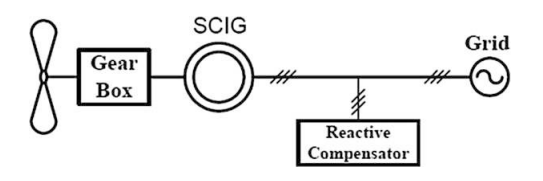 SCIG
Grid
Gear
Box
Reactive
Compensator